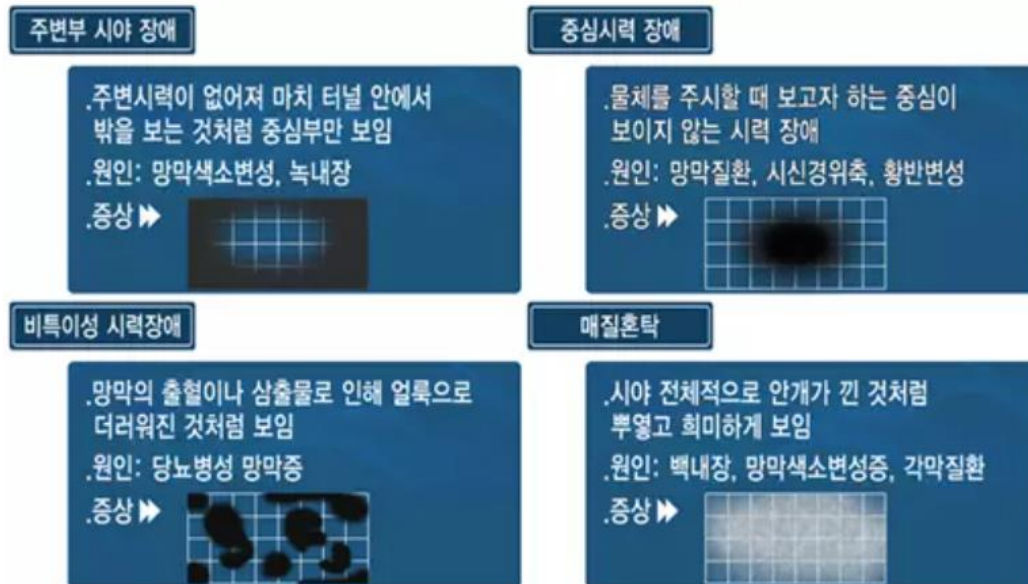 주변부 시야 장애
.주변시력이 없어져 마치 터널 안에서
밖을 보는 것처럼 중심부만 보임
.원인: 망막색소변성, 녹내장
.증상
중심시력 장애
.물체를 주시할 때 보고자 하는 중심이
보이지 않는 시력 장애
.원인: 망막질환, 시신경위축, 황반변성
.증상
비특이성 시력장애
.망막의 출혈이나 삼출물로 인해 얼룩으로
더러워진 것처럼 보임
.원인: 당뇨병성 망막증
.증상
매질혼탁
.시야 전체적으로 안개가 낀 것처럼
뿌옇고 희미하게 보임
.원인: 백내장, 망막색소변성증, 각막질환
.증상